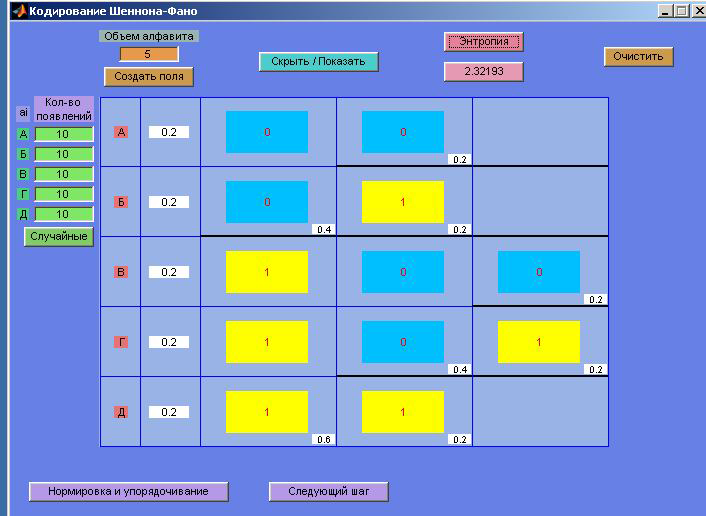 Кодирование Шеннона-Фано
Объем алфавита
5
Создать поля
Скрыть / Показать
Энтропия
2.32193
Очистить
ai
Кол-во
появлений
А 10
Б 10
В 10
Г 10
Д 10
Случайные
А 0.2 0 0 0.2
Б 0.2 0 0.4 1 0.2
В 0.2 1 0 0 0.2
Г 0.2 1 0 0.4 1 0.2
Д 0.2 1 0.6 1 0.2
Нормировка и упорядочивание
Следующий шаг